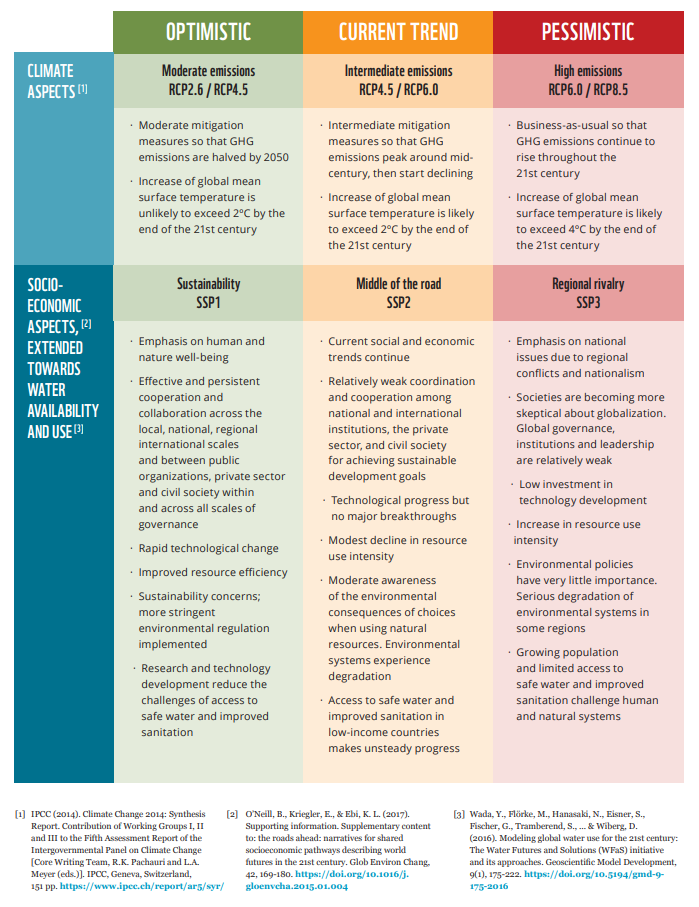 OPTIMISTIC
CURRENT TREND
PESSIMISTIC
CLIMATE
ASPECTS [1]
Moderate emissions
RCP2.6 / RCP4.5
Intermediate emissions
RCP4.5 / RCP6.0
High emissions
RCP6.0 / RCP8.5
· Moderate mitigation
measures so that GHG
emissions are halved by 2050
· Increase of global mean
surface temperature is
unlikely to exceed 2ºC by the
end of the 21st century
· Intermediate mitigation
measures so that GHG
emissions peak around mid-
century, then start declining
· Increase of global mean
surface temperature is likely
to exceed 2ºC by the end of
the 21st century
· Business-as-usual so that
GHG emissions continue to
rise throughout the
21st century
· Increase of global mean
surface temperature is likely
to exceed 4ºC by the end of
the 21st century
SOCIO-
ECONOMIC
ASPECTS, [2]
EXTENDED
TOWARDS
WATER
AVAILABILITY
AND USE [3]
Sustainability
SSP1
Middle of the road
SSP2
Regional rivalry
SSP3
· Emphasis on human and
nature well-being
· Effective and persistent
cooperation and
collaboration across the
local, national, regional
international scales
and between public
organizations, private sector
and civil society within
and across all scales of
governance
· Rapid technological change
· Improved resource efficiency
· Sustainability concerns;
more stringent
environmental regulation
implemented
· Research and technology
development reduce the
challenges of access to
safe water and improved
sanitation
· Current social and economic
trends continue
· Relatively weak coordination
and cooperation among
national and international
institutions, the private
sector, and civil society
for achieving sustainable
development goals
· Technological progress but
no major breakthroughs
· Modest decline in resource
use intensity
· Moderate awareness
of the environmental
consequences of choices
when using natural
resources. Environmental
systems experience
degradation
· Access to safe water and
improved sanitation in
low-income countries
makes unsteady progress
· Emphasis on national
issues due to regional
conflicts and nationalism
· Societies are becoming more
skeptical about globalization.
Global governance,
institutions and leadership
are relatively weak
· Low investment in
technology development
· Increase in resource use
intensity
· Environmental policies
have very little importance.
Serious degradation of
environmental systems in
some regions
· Growing population
and limited access to
safe water and improved
sanitation challenge human
and natural systems
[1] IPCC (2014). Climate Change 2014: Synthesis
Report. Contribution of Working Groups I, II
and III to the Fifth Assessment Report of the
Intergovernmental Panel on Climate Change
[Core Writing Team, R.K. Pachauri and L.A.
Meyer (eds.)]. IPCC, Geneva, Switzerland,
151 pp. https://www.ipcc.ch/report/ar5/syr/
[2] O'Neill, B., Kriegler, E., & Ebi, K. L. (2017).
Supporting information. Supplementary content
to: the roads ahead: narratives for shared
socioeconomic pathways describing world
futures in the 21st century. Glob Environ Chang,
42, 169-180. https://doi.org/10.1016/j.
gloenvcha.2015.01.004
[3] Wada, Y., Flörke, M., Hanasaki, N., Eisner, S.,
Fischer, G., Tramberend, S., ... & Wiberg, D.
(2016). Modeling global water use for the 21st century:
The Water Futures and Solutions (WFaS) initiative
and its approaches. Geoscientific Model Development,
9(1), 175-222. https://doi.org/10.5194/gmd-9-
175-2016